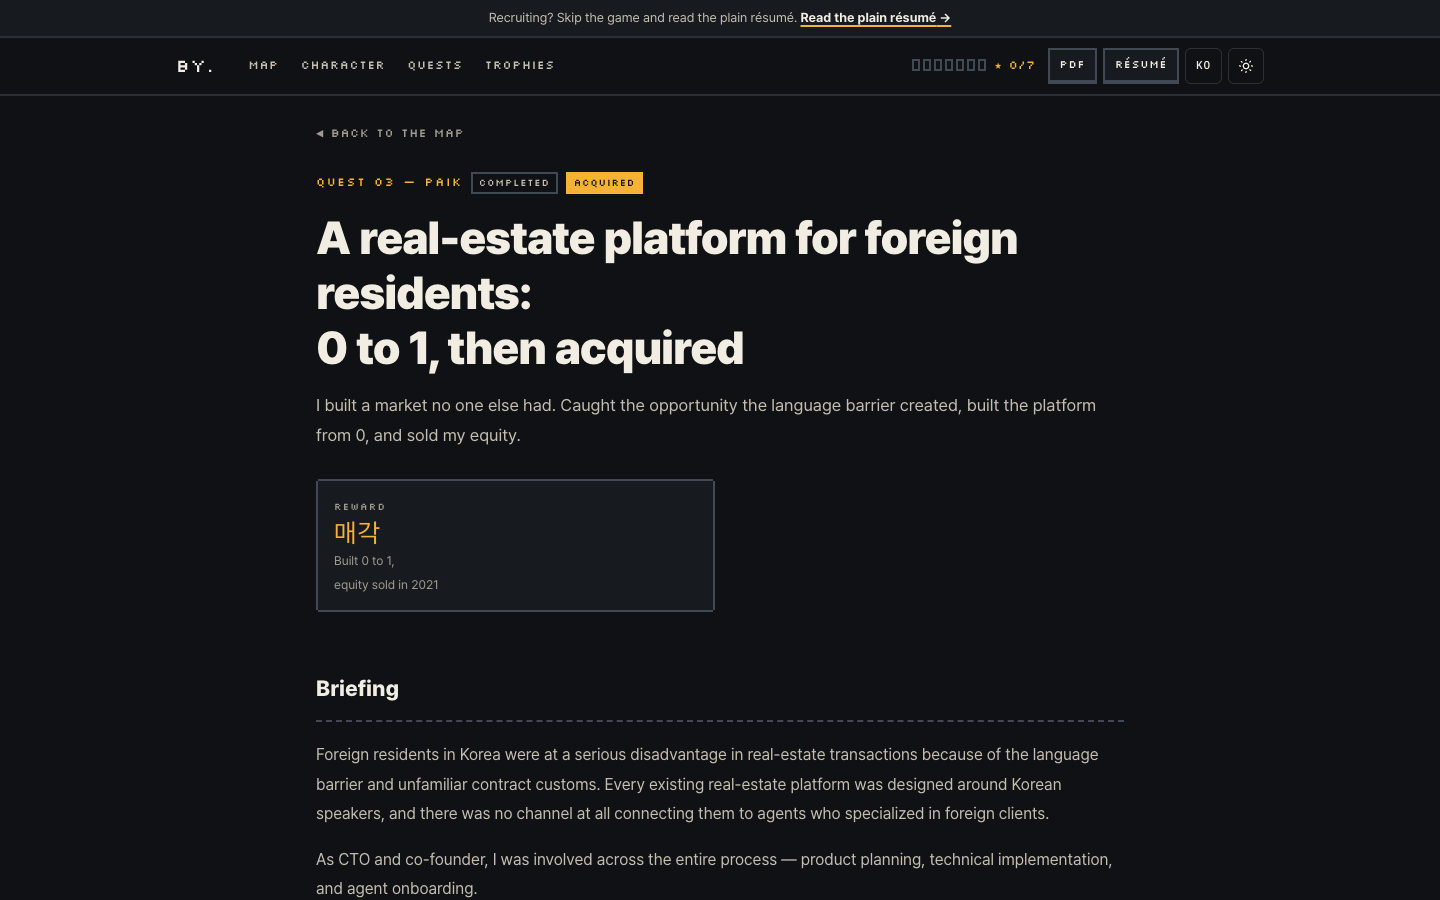 Recruiting? Skip the game and read the plain résumé. Read the plain résumé →
BY.
MAP
CHARACTER
QUESTS
TROPHIES
★ 0/7
PDF
RÉSUMÉ
KO
◀ BACK TO THE MAP
QUEST 03 — PAIK
COMPLETED
ACQUIRED
A real-estate platform for foreign
residents:
0 to 1, then acquired
I built a market no one else had. Caught the opportunity the language barrier created, built the platform
from 0, and sold my equity.
REWARD
매각
Built 0 to 1,
equity sold in 2021
Briefing
Foreign residents in Korea were at a serious disadvantage in real-estate transactions because of the language
barrier and unfamiliar contract customs. Every existing real-estate platform was designed around Korean
speakers, and there was no channel at all connecting them to agents who specialized in foreign clients.
As CTO and co-founder, I was involved across the entire process — product planning, technical implementation,
and agent onboarding.